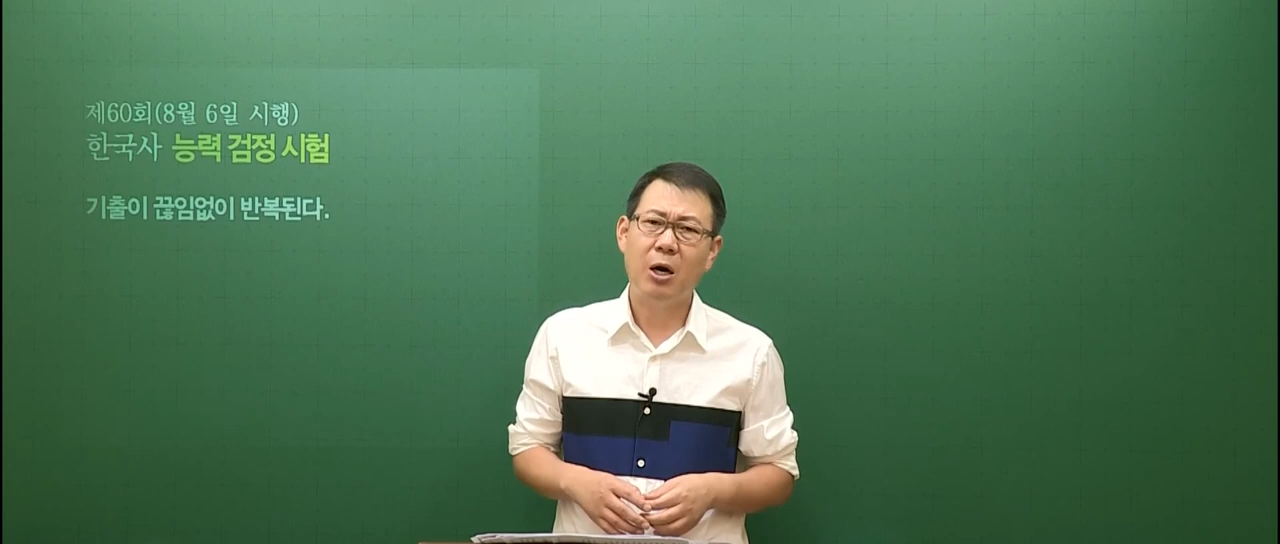 제60회(8월 6일 시행)
한국사 능력 검정 시험
기출이 끊임없이 반복된다.